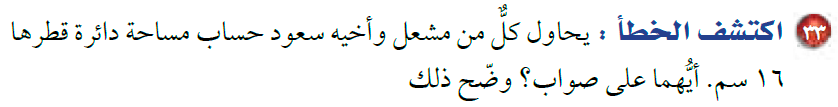 ٣٣ اكتشف الخطأ : يحاول كلٌّ من مشعل وأخيه سعود حساب مساحة دائرة قطرها
١٦ سم. أيُّهما على صواب؟ وضّح ذلك